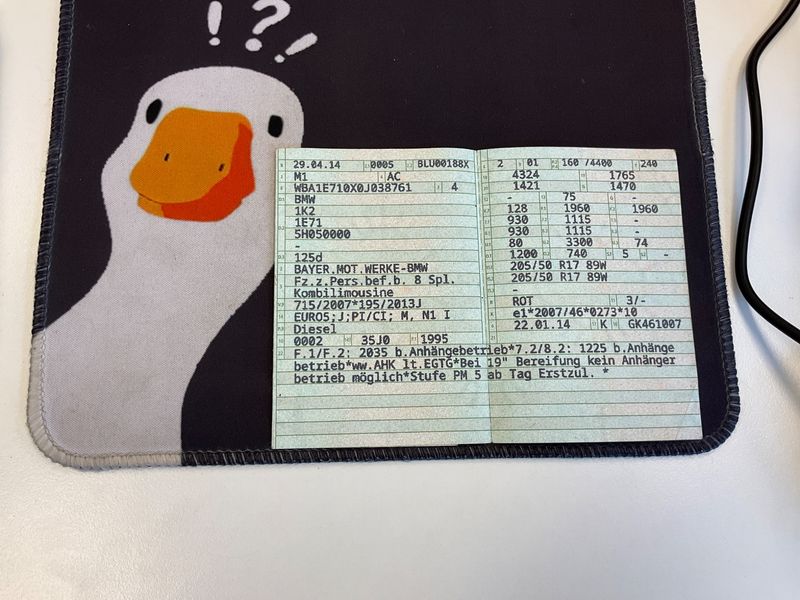 !?!
29.04.14 0005 BLU00188X
M1 AC
WBA1E710X0J038761 4
BMW
1K2
1E71
5H050000
-
125d
BAYER.MOT.WERKE-BMW
Fz.z.Pers.bef.b. 8 Spl.
Kombilimousine
715/2007*195/2013J
EURO5;J;PI/CI; M, N1 I
Diesel
0002 35J0 1995
2 01 160 /4400 240
4324 1765
1421 1470
- 75 -
128 1960 1960
930 1115 -
930 1115 -
80 3300 74
1200 740 5 -
205/50 R17 89W
205/50 R17 89W
-
ROT 3/-
e1*2007/46*0273*10
22.01.14 K GK461007
F.1/F.2: 2035 b.Anhängebetrieb*7.2/8.2: 1225 b.Anhänge
betrieb*ww.AHK lt.EGTG*Bei 19" Bereifung kein Anhänger
betrieb möglich*Stufe PM 5 ab Tag Erstzul. *